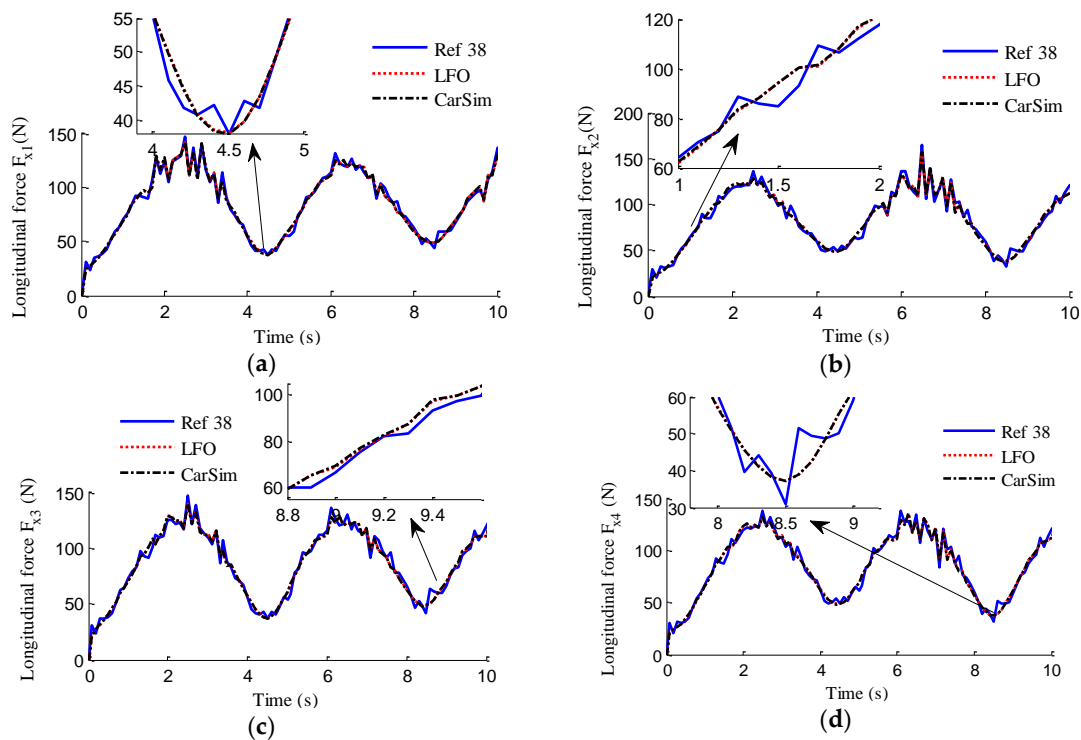 55
50
45
40
4
4.5
5
Ref 38
LFO
CarSim
150
100
50
0
0
2
4
6
8
10
Longitudinal force Fx1 (N)
Time (s)
(a)
120
100
80
60
1
1.5
2
Ref 38
LFO
CarSim
200
150
100
50
0
0
2
4
6
8
10
Longitudinal force Fx2 (N)
Time (s)
(b)
100
80
60
8.8
9
9.2
9.4
Ref 38
LFO
CarSim
150
100
50
0
0
2
4
6
8
10
Longitudinal force Fx3 (N)
Time (s)
(c)
60
50
40
30
8
8.5
9
Ref 38
LFO
CarSim
150
100
50
0
0
2
4
6
8
10
Longitudinal force Fx4 (N)
Time (s)
(d)